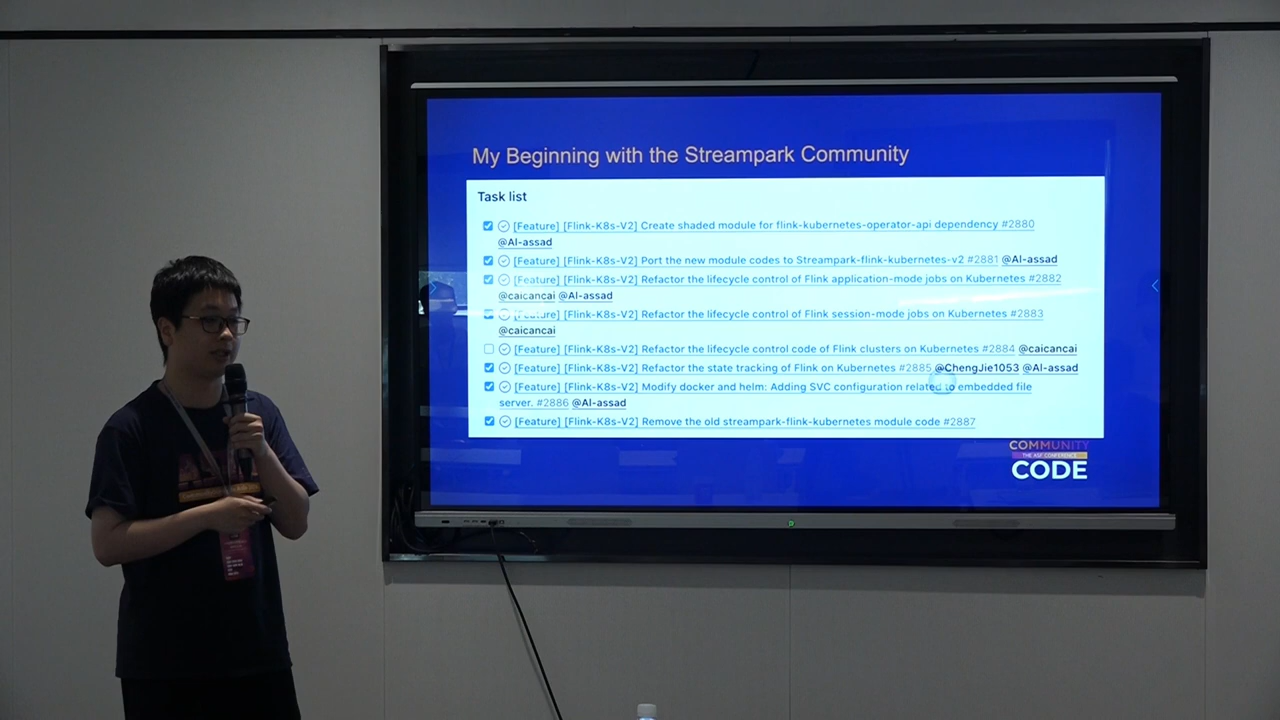 My Beginning with the Streampark Community
Task list
[Feature] [Flink-K8s-V2] Create shaded module for flink-kubernetes-operator-api dependency #2880
@Al-assad
[Feature] [Flink-K8s-V2] Port the new module codes to Streampark-flink-kubernetes-v2 #2881 @Al-assad
[Feature] [Flink-K8s-V2] Refactor the lifecycle control of Flink application-mode jobs on Kubernetes #2882
@caicancai @Al-assad
[Feature] [Flink-K8s-V2] Refactor the lifecycle control of Flink session-mode jobs on Kubernetes #2883
@caicancai
[Feature] [Flink-K8s-V2] Refactor the lifecycle control code of Flink clusters on Kubernetes #2884 @caicancai
[Feature] [Flink-K8s-V2] Refactor the state tracking of Flink on Kubernetes #2885 @ChengJie1053 @Al-assad
[Feature] [Flink-K8s-V2] Modify docker and helm: Adding SVC configuration related to embedded file
server. #2886 @Al-assad
[Feature] [Flink-K8s-V2] Remove the old streampark-flink-kubernetes module code #2887
COMMUNITY
THE ASF CONFERENCE
CODE